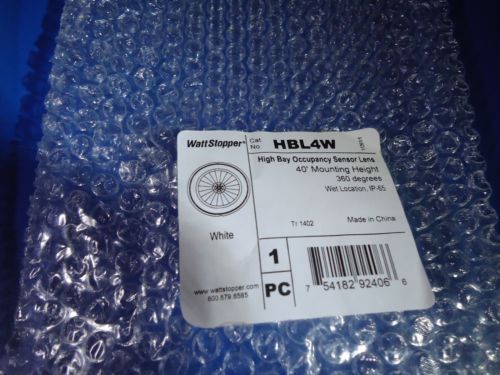 WattStopper®
Cat. No.
HBL4W
High Bay Occupancy Sensor Lens
40' Mounting Height
360 degrees
Wet Location, IP-65
White
Tr 1402
Made in China
www.wattstopper.com
800.879.8585
1
PC
7 54182 92406 6